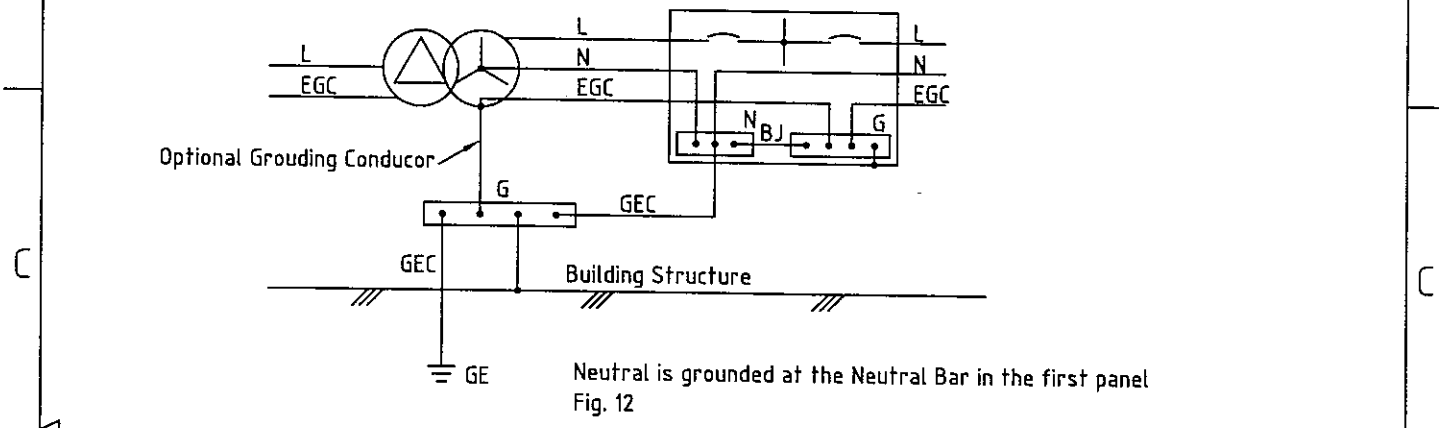 L
N
EGC
L
N
EGC
L
EGC
N
BJ
G
Optional Grouding Conducor
G
GEC
GEC
C
C
Building Structure
GE
Neutral is grounded at the Neutral Bar in the first panel
Fig. 12